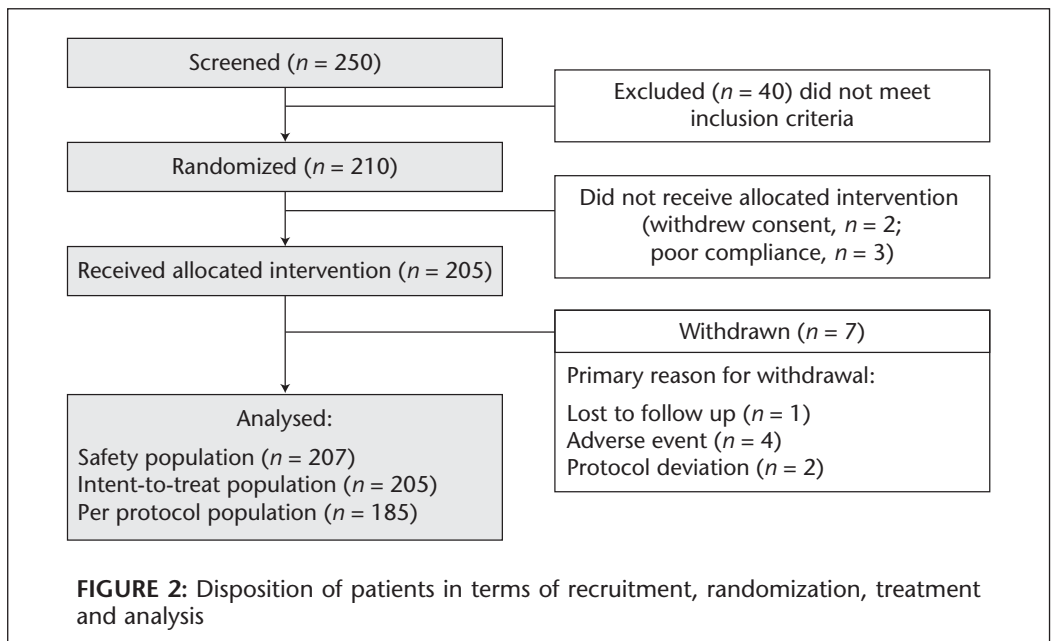 Screened (n = 250)
Excluded (n = 40) did not meet
inclusion criteria
Randomized (n = 210)
Did not receive allocated intervention
(withdrew consent, n = 2;
poor compliance, n = 3)
Received allocated intervention (n = 205)
Withdrawn (n = 7)
Primary reason for withdrawal:
Lost to follow up (n = 1)
Adverse event (n = 4)
Protocol deviation (n = 2)
Analysed:
Safety population (n = 207)
Intent-to-treat population (n = 205)
Per protocol population (n = 185)
FIGURE 2: Disposition of patients in terms of recruitment, randomization, treatment
and analysis